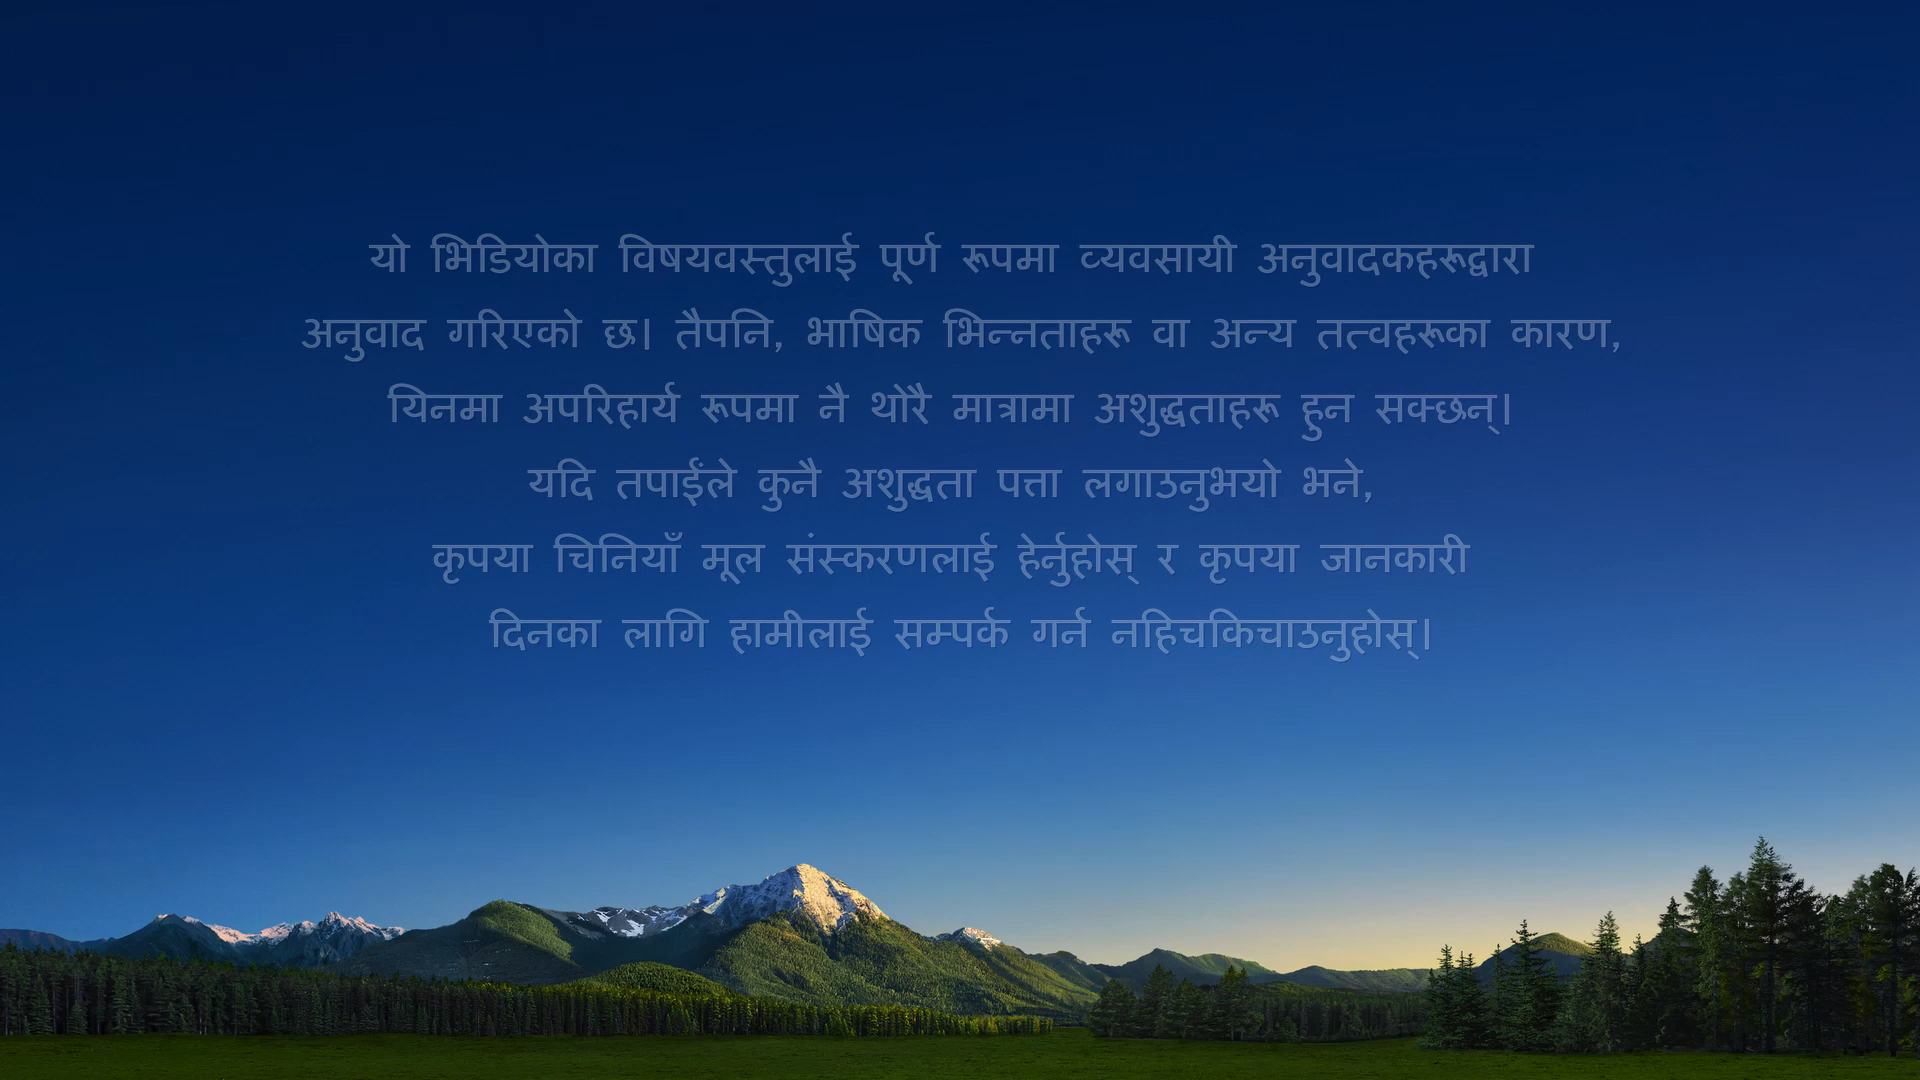 यो भिडियोका विषयवस्तुलाई पूर्ण रूपमा व्यवसायी अनुवादकहरूद्वारा
अनुवाद गरिएको छ। तैपनि, भाषिक भिन्नताहरू वा अन्य तत्वहरूका कारण,
यिनमा अपरिहार्य रूपमा नै थोरै मात्रामा अशुद्धताहरू हुन सक्छन्।
यदि तपाईंले कुनै अशुद्धता पत्ता लगाउनुभयो भने,
कृपया चिनियाँ मूल संस्करणलाई हेर्नुहोस् र कृपया जानकारी
दिनका लागि हामीलाई सम्पर्क गर्न नहिचकिचाउनुहोस्।